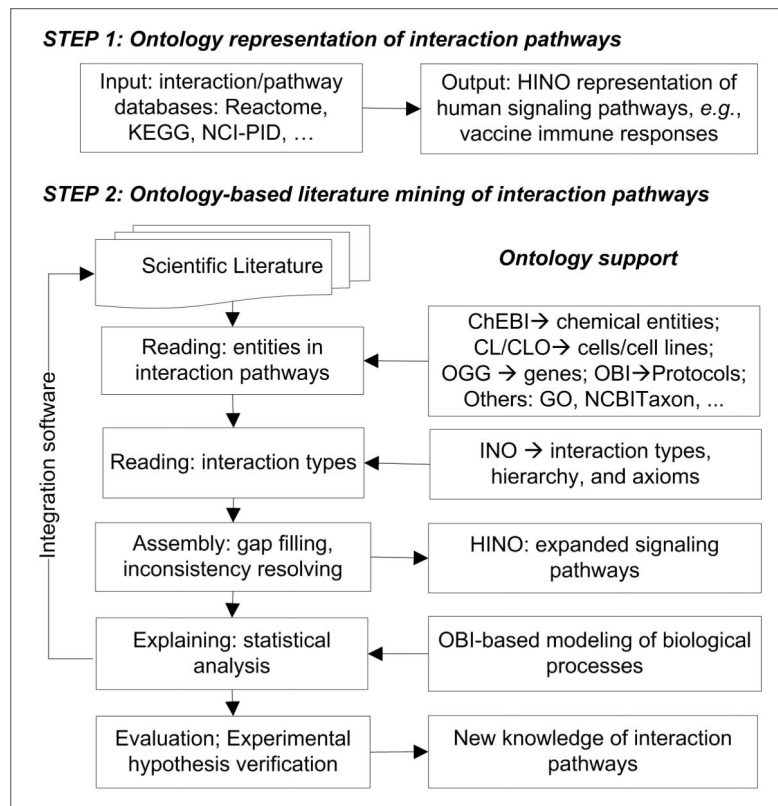 STEP 1: Ontology representation of interaction pathways
Input: interaction/pathway
databases: Reactome,
KEGG, NCI-PID, …
Output: HINO representation of
human signaling pathways, e.g.,
vaccine immune responses
STEP 2: Ontology-based literature mining of interaction pathways
Scientific Literature
Ontology support
Integration software
Reading: entities in
interaction pathways
ChEBI→ chemical entities;
CL/CLO→ cells/cell lines;
OGG → genes; OBI→Protocols;
Others: GO, NCBITaxon, ...
Reading: interaction types
INO → interaction types,
hierarchy, and axioms
Assembly: gap filling,
inconsistency resolving
HINO: expanded signaling
pathways
Explaining: statistical
analysis
OBI-based modeling of biological
processes
Evaluation; Experimental
hypothesis verification
New knowledge of interaction
pathways